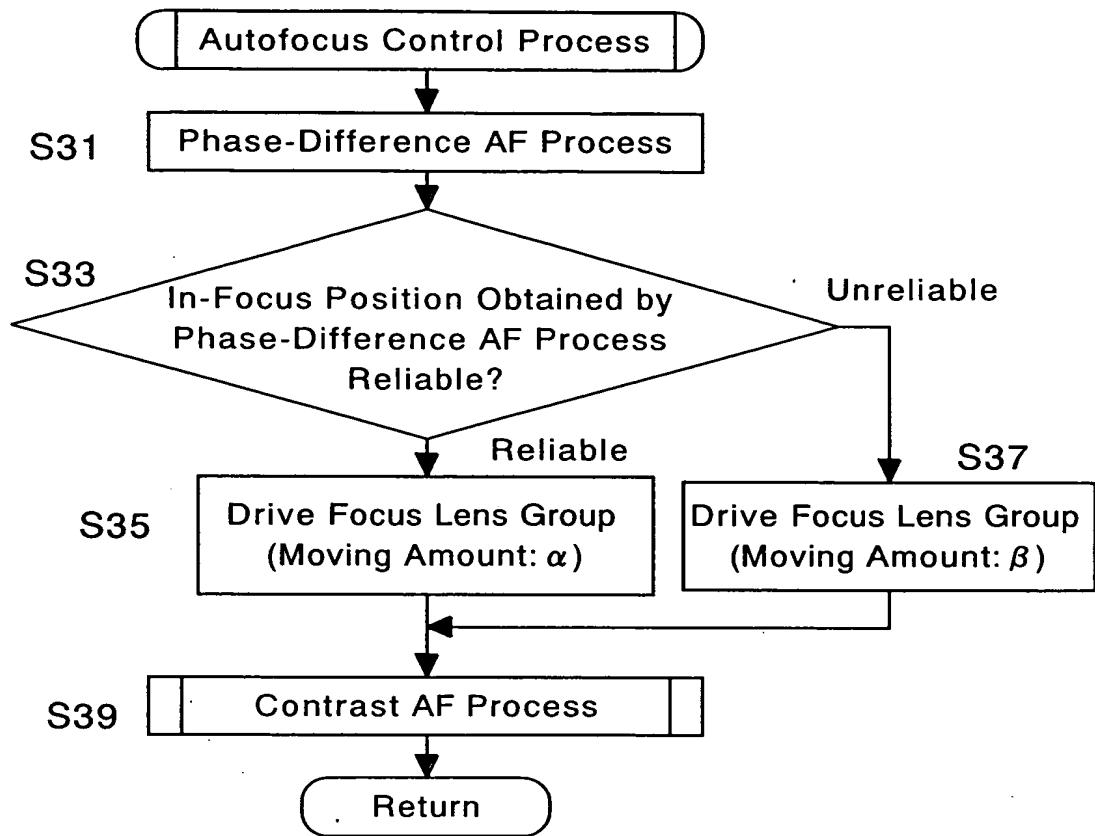 Autofocus Control Process
S31
Phase-Difference AF Process
S33
In-Focus Position Obtained by
Phase-Difference AF Process
Reliable?
Unreliable
Reliable
S35
Drive Focus Lens Group
(Moving Amount: α)
S37
Drive Focus Lens Group
(Moving Amount: β)
S39
Contrast AF Process
Return